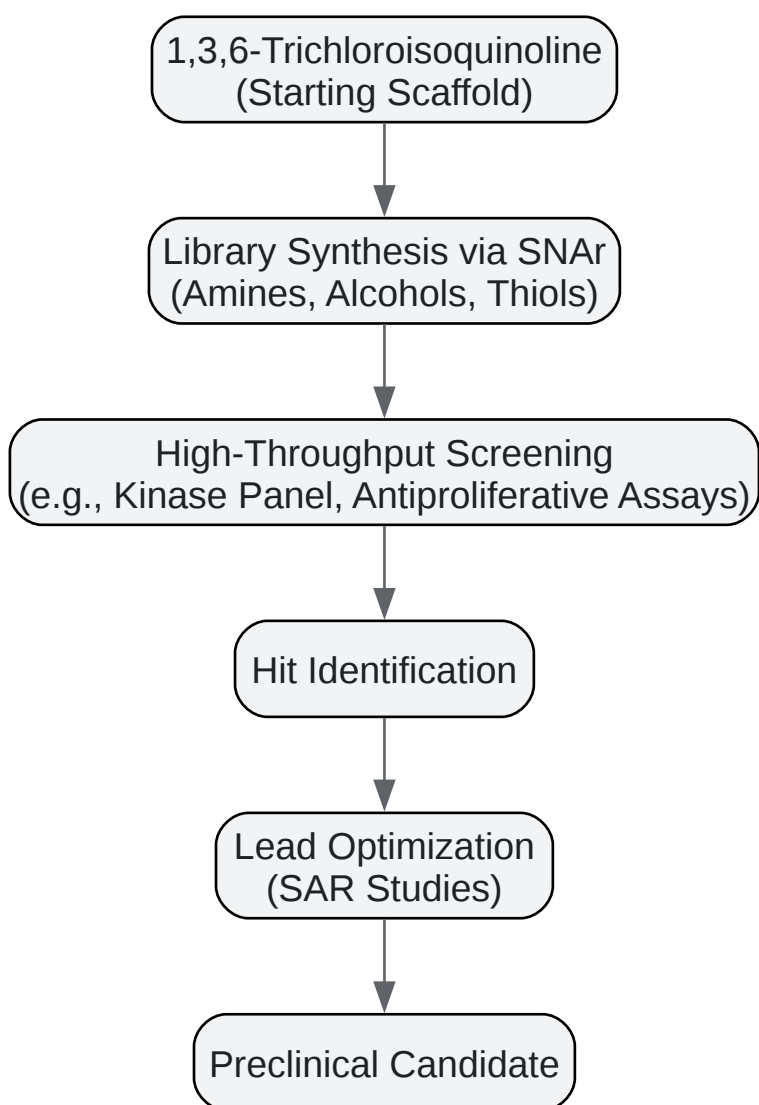 1,3,6-Trichloroisoquinoline
(Starting Scaffold)
Library Synthesis via SNAr
(Amines, Alcohols, Thiols)
High-Throughput Screening
(e.g., Kinase Panel, Antiproliferative Assays)
Hit Identification
Lead Optimization
(SAR Studies)
Preclinical Candidate